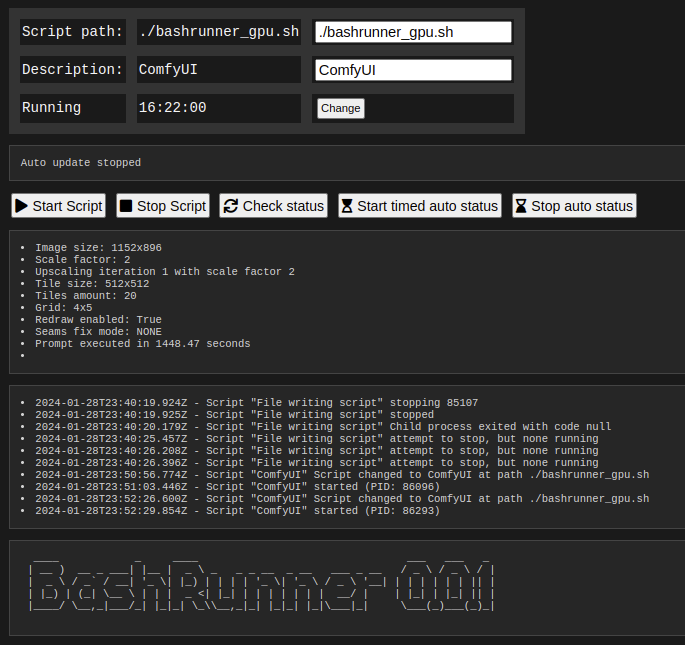 Script path: ./bashrunner_gpu.sh ./bashrunner_gpu.sh
Description: ComfyUI ComfyUI
Running 16:22:00 Change
Auto update stopped
Start Script Stop Script Check status Start timed auto status Stop auto status
Image size: 1152x896
Scale factor: 2
Upscaling iteration 1 with scale factor 2
Tile size: 512x512
Tiles amount: 20
Grid: 4x5
Redraw enabled: True
Seams fix mode: NONE
Prompt executed in 1448.47 seconds
2024-01-28T23:40:19.924Z - Script "File writing script" stopping 85107
2024-01-28T23:40:19.925Z - Script "File writing script" stopped
2024-01-28T23:40:20.179Z - Script "File writing script" Child process exited with code null
2024-01-28T23:40:25.457Z - Script "File writing script" attempt to stop, but none running
2024-01-28T23:40:26.208Z - Script "File writing script" attempt to stop, but none running
2024-01-28T23:40:26.396Z - Script "File writing script" attempt to stop, but none running
2024-01-28T23:50:56.774Z - Script "ComfyUI" Script changed to ComfyUI at path ./bashrunner_gpu.sh
2024-01-28T23:51:03.446Z - Script "ComfyUI" started (PID: 86096)
2024-01-28T23:52:26.600Z - Script "ComfyUI" Script changed to ComfyUI at path ./bashrunner_gpu.sh
2024-01-28T23:52:29.854Z - Script "ComfyUI" started (PID: 86293)
BashRunner 0.0.1